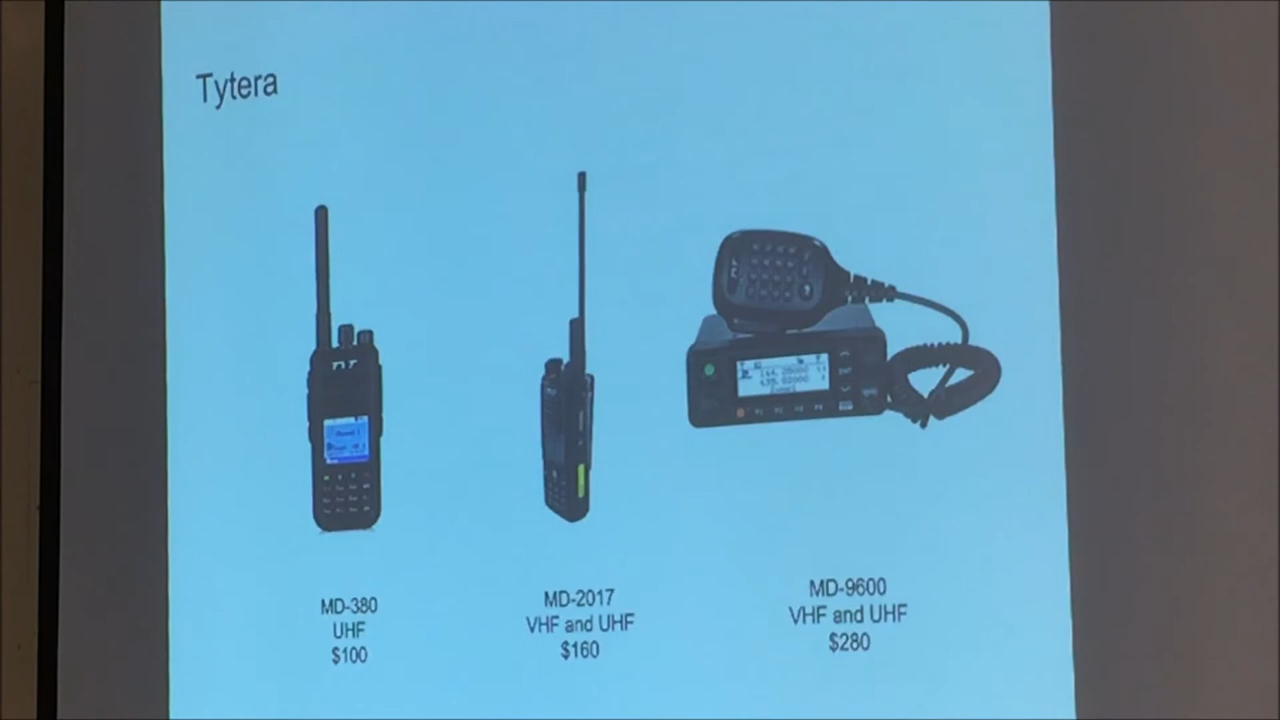 Tytera
MD-380
UHF
$100
MD-2017
VHF and UHF
$160
MD-9600
VHF and UHF
$280